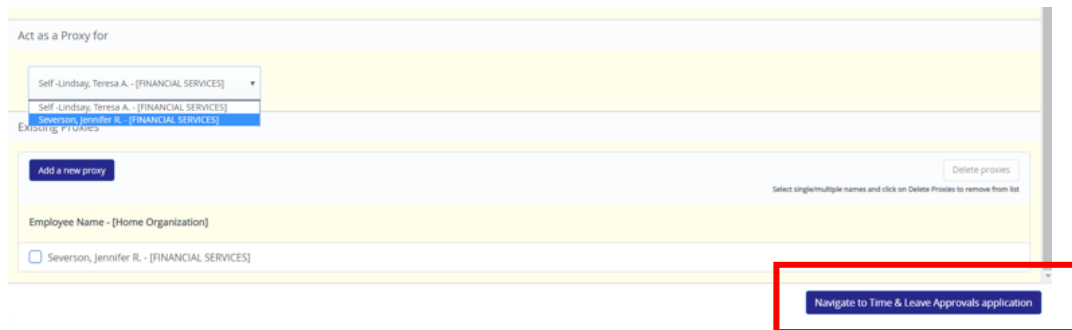 Act as a Proxy for
Self -Lindsay, Teresa A. - [FINANCIAL SERVICES]
Self -Lindsay, Teresa A. - [FINANCIAL SERVICES]
Severson, Jennifer R. - [FINANCIAL SERVICES]
Existing Proxies
Add a new proxy
Delete proxies
Select single/multiple names and click on Delete Proxies to remove from list
Employee Name - [Home Organization]
Severson, Jennifer R. - [FINANCIAL SERVICES]
Navigate to Time & Leave Approvals application